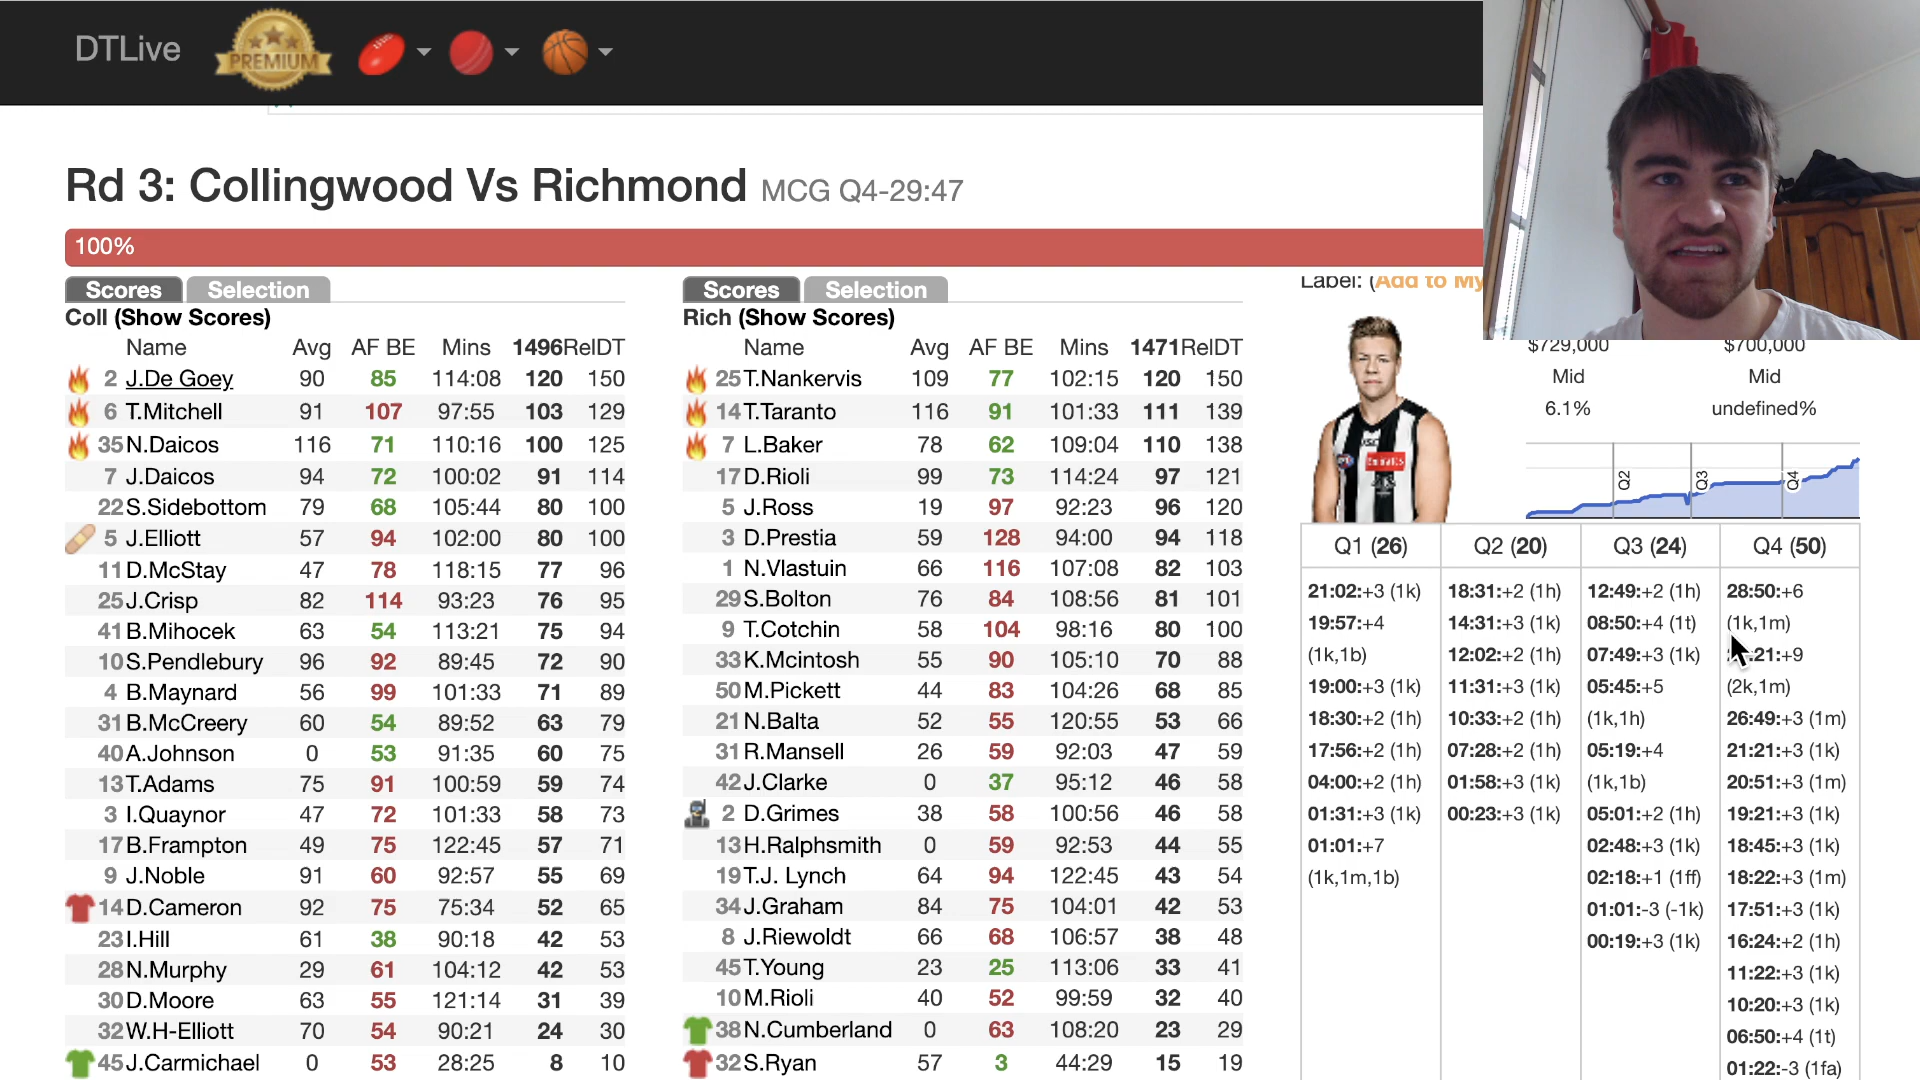 DTLive
PREMIUM
Rd 3: Collingwood Vs Richmond MCG Q4-29:47
100%
Scores Selection
Coll (Show Scores)
Name Avg AF BE Mins 1496 RelDT
2 J.De Goey 90 85 114:08 120 150
6 T.Mitchell 91 107 97:55 103 129
35 N.Daicos 116 71 110:16 100 125
7 J.Daicos 94 72 100:02 91 114
22 S.Sidebottom 79 68 105:44 80 100
5 J.Elliott 57 94 102:00 80 100
11 D.McStay 47 78 118:15 77 96
25 J.Crisp 82 114 93:23 76 95
41 B.Mihocek 63 54 113:21 75 94
10 S.Pendlebury 96 92 89:45 72 90
4 B.Maynard 56 99 101:33 71 89
31 B.McCreery 60 54 89:52 63 79
40 A.Johnson 0 53 91:35 60 75
13 T.Adams 75 91 100:59 59 74
3 I.Quaynor 47 72 101:33 58 73
17 B.Frampton 49 75 122:45 57 71
9 J.Noble 91 60 92:57 55 69
14 D.Cameron 92 75 75:34 52 65
23 I.Hill 61 38 90:18 42 53
28 N.Murphy 29 61 104:12 42 53
30 D.Moore 63 55 121:14 31 39
32 W.H-Elliott 70 54 90:21 24 30
45 J.Carmichael 0 53 28:25 8 10
Scores Selection
Rich (Show Scores)
Name Avg AF BE Mins 1471 RelDT
25 T.Nankervis 109 77 102:15 120 150
14 T.Taranto 116 91 101:33 111 139
7 L.Baker 78 62 109:04 110 138
17 D.Rioli 99 73 114:24 97 121
5 J.Ross 19 97 92:23 96 120
3 D.Prestia 59 128 94:00 94 118
1 N.Vlastuin 66 116 107:08 82 103
29 S.Bolton 76 84 108:56 81 101
9 T.Cotchin 58 104 98:16 80 100
33 K.Mcintosh 55 90 105:10 70 88
50 M.Pickett 44 83 104:26 68 85
21 N.Balta 52 55 120:55 53 66
31 R.Mansell 26 59 92:03 47 59
42 J.Clarke 0 37 95:12 46 58
2 D.Grimes 38 58 100:56 46 58
13 H.Ralphsmith 0 59 92:53 44 55
19 T.J. Lynch 64 94 122:45 43 54
34 J.Graham 84 75 104:01 42 53
8 J.Riewoldt 66 68 106:57 38 48
45 T.Young 23 25 113:06 33 41
10 M.Rioli 40 52 99:59 32 40
38 N.Cumberland 0 63 108:20 23 29
32 S.Ryan 57 3 44:29 15 19
Label: (Add to My
$729,000 $700,000
Mid Mid
6.1% undefined%
Q2 Q3 Q4
Emirates
Q1 (26)
21:02:+3 (1k)
19:57:+4
(1k,1b)
19:00:+3 (1k)
18:30:+2 (1h)
17:56:+2 (1h)
04:00:+2 (1h)
01:31:+3 (1k)
01:01:+7
(1k,1m,1b)
Q2 (20)
18:31:+2 (1h)
14:31:+3 (1k)
12:02:+2 (1h)
11:31:+3 (1k)
10:33:+2 (1h)
07:28:+2 (1h)
01:58:+3 (1k)
00:23:+3 (1k)
Q3 (24)
12:49:+2 (1h)
08:50:+4 (1t)
07:49:+3 (1k)
05:45:+5
(1k,1h)
05:19:+4
(1k,1b)
05:01:+2 (1h)
02:48:+3 (1k)
02:18:+1 (1ff)
01:01:-3 (-1k)
00:19:+3 (1k)
Q4 (50)
28:50:+6
(1k,1m)
:21:+9
(2k,1m)
26:49:+3 (1m)
21:21:+3 (1k)
20:51:+3 (1m)
19:21:+3 (1k)
18:45:+3 (1k)
18:22:+3 (1m)
17:51:+3 (1k)
16:24:+2 (1h)
11:22:+3 (1k)
10:20:+3 (1k)
06:50:+4 (1t)
01:22:-3 (1fa)